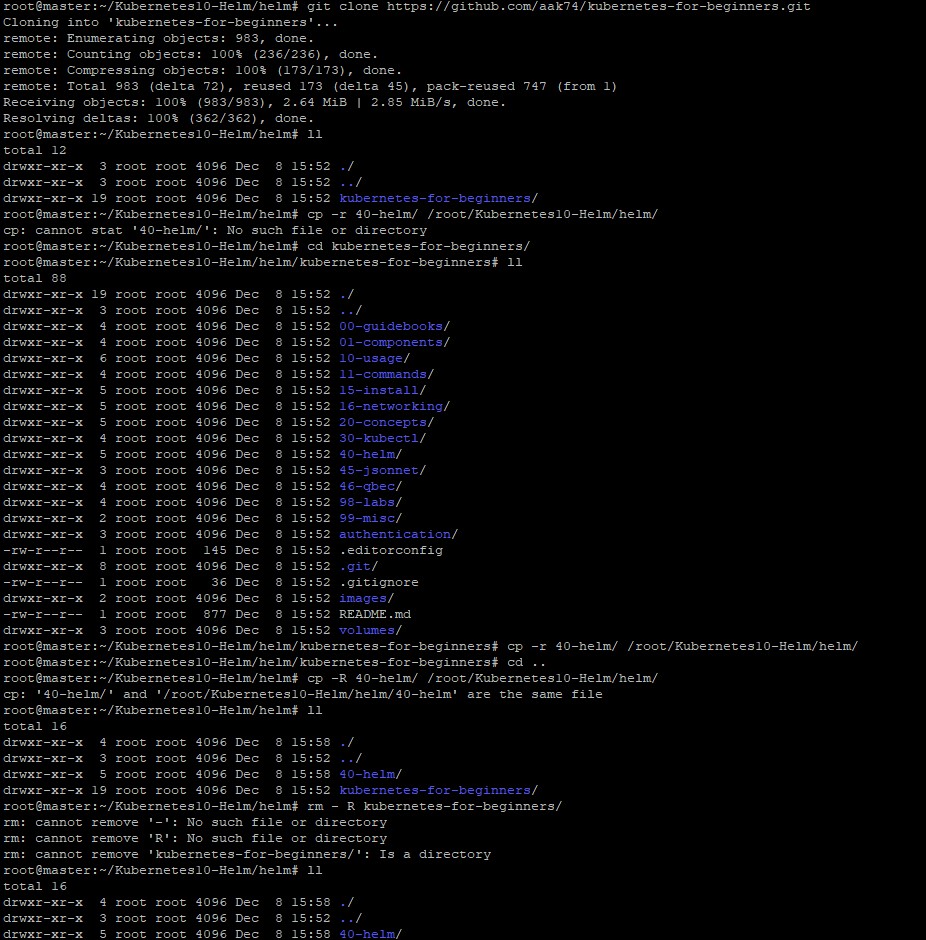 root@master:~/Kubernetes10-Helm/helm# git clone https://github.com/aak74/kubernetes-for-beginners.git
Cloning into 'kubernetes-for-beginners'...
remote: Enumerating objects: 983, done.
remote: Counting objects: 100% (236/236), done.
remote: Compressing objects: 100% (173/173), done.
remote: Total 983 (delta 72), reused 173 (delta 45), pack-reused 747 (from 1)
Receiving objects: 100% (983/983), 2.64 MiB | 2.85 MiB/s, done.
Resolving deltas: 100% (362/362), done.
root@master:~/Kubernetes10-Helm/helm# ll
total 12
drwxr-xr-x  3 root root 4096 Dec  8 15:52 ./
drwxr-xr-x  3 root root 4096 Dec  8 15:52 ../
drwxr-xr-x 19 root root 4096 Dec  8 15:52 kubernetes-for-beginners/
root@master:~/Kubernetes10-Helm/helm# cp -r 40-helm/ /root/Kubernetes10-Helm/helm/
cp: cannot stat '40-helm/': No such file or directory
root@master:~/Kubernetes10-Helm/helm# cd kubernetes-for-beginners/
root@master:~/Kubernetes10-Helm/helm/kubernetes-for-beginners# ll
total 88
drwxr-xr-x 19 root root 4096 Dec  8 15:52 ./
drwxr-xr-x  3 root root 4096 Dec  8 15:52 ../
drwxr-xr-x  4 root root 4096 Dec  8 15:52 00-guidebooks/
drwxr-xr-x  4 root root 4096 Dec  8 15:52 01-components/
drwxr-xr-x  6 root root 4096 Dec  8 15:52 10-usage/
drwxr-xr-x  4 root root 4096 Dec  8 15:52 11-commands/
drwxr-xr-x  5 root root 4096 Dec  8 15:52 15-install/
drwxr-xr-x  5 root root 4096 Dec  8 15:52 16-networking/
drwxr-xr-x  5 root root 4096 Dec  8 15:52 20-concepts/
drwxr-xr-x  4 root root 4096 Dec  8 15:52 30-kubectl/
drwxr-xr-x  5 root root 4096 Dec  8 15:52 40-helm/
drwxr-xr-x  3 root root 4096 Dec  8 15:52 45-jsonnet/
drwxr-xr-x  4 root root 4096 Dec  8 15:52 46-qbec/
drwxr-xr-x  4 root root 4096 Dec  8 15:52 98-labs/
drwxr-xr-x  2 root root 4096 Dec  8 15:52 99-misc/
drwxr-xr-x  3 root root 4096 Dec  8 15:52 authentication/
-rw-r--r--  1 root root  145 Dec  8 15:52 .editorconfig
drwxr-xr-x  8 root root 4096 Dec  8 15:52 .git/
-rw-r--r--  1 root root   36 Dec  8 15:52 .gitignore
drwxr-xr-x  2 root root 4096 Dec  8 15:52 images/
-rw-r--r--  1 root root  877 Dec  8 15:52 README.md
drwxr-xr-x  3 root root 4096 Dec  8 15:52 volumes/
root@master:~/Kubernetes10-Helm/helm/kubernetes-for-beginners# cp -r 40-helm/ /root/Kubernetes10-Helm/helm/
root@master:~/Kubernetes10-Helm/helm/kubernetes-for-beginners# cd ..
root@master:~/Kubernetes10-Helm/helm# cp -R 40-helm/ /root/Kubernetes10-Helm/helm/
cp: '40-helm/' and '/root/Kubernetes10-Helm/helm/40-helm' are the same file
root@master:~/Kubernetes10-Helm/helm# ll
total 16
drwxr-xr-x  4 root root 4096 Dec  8 15:58 ./
drwxr-xr-x  3 root root 4096 Dec  8 15:52 ../
drwxr-xr-x  5 root root 4096 Dec  8 15:58 40-helm/
drwxr-xr-x 19 root root 4096 Dec  8 15:52 kubernetes-for-beginners/
root@master:~/Kubernetes10-Helm/helm# rm - R kubernetes-for-beginners/
rm: cannot remove '-': No such file or directory
rm: cannot remove 'R': No such file or directory
rm: cannot remove 'kubernetes-for-beginners/': Is a directory
root@master:~/Kubernetes10-Helm/helm# ll
total 16
drwxr-xr-x  4 root root 4096 Dec  8 15:58 ./
drwxr-xr-x  3 root root 4096 Dec  8 15:52 ../
drwxr-xr-x  5 root root 4096 Dec  8 15:58 40-helm/